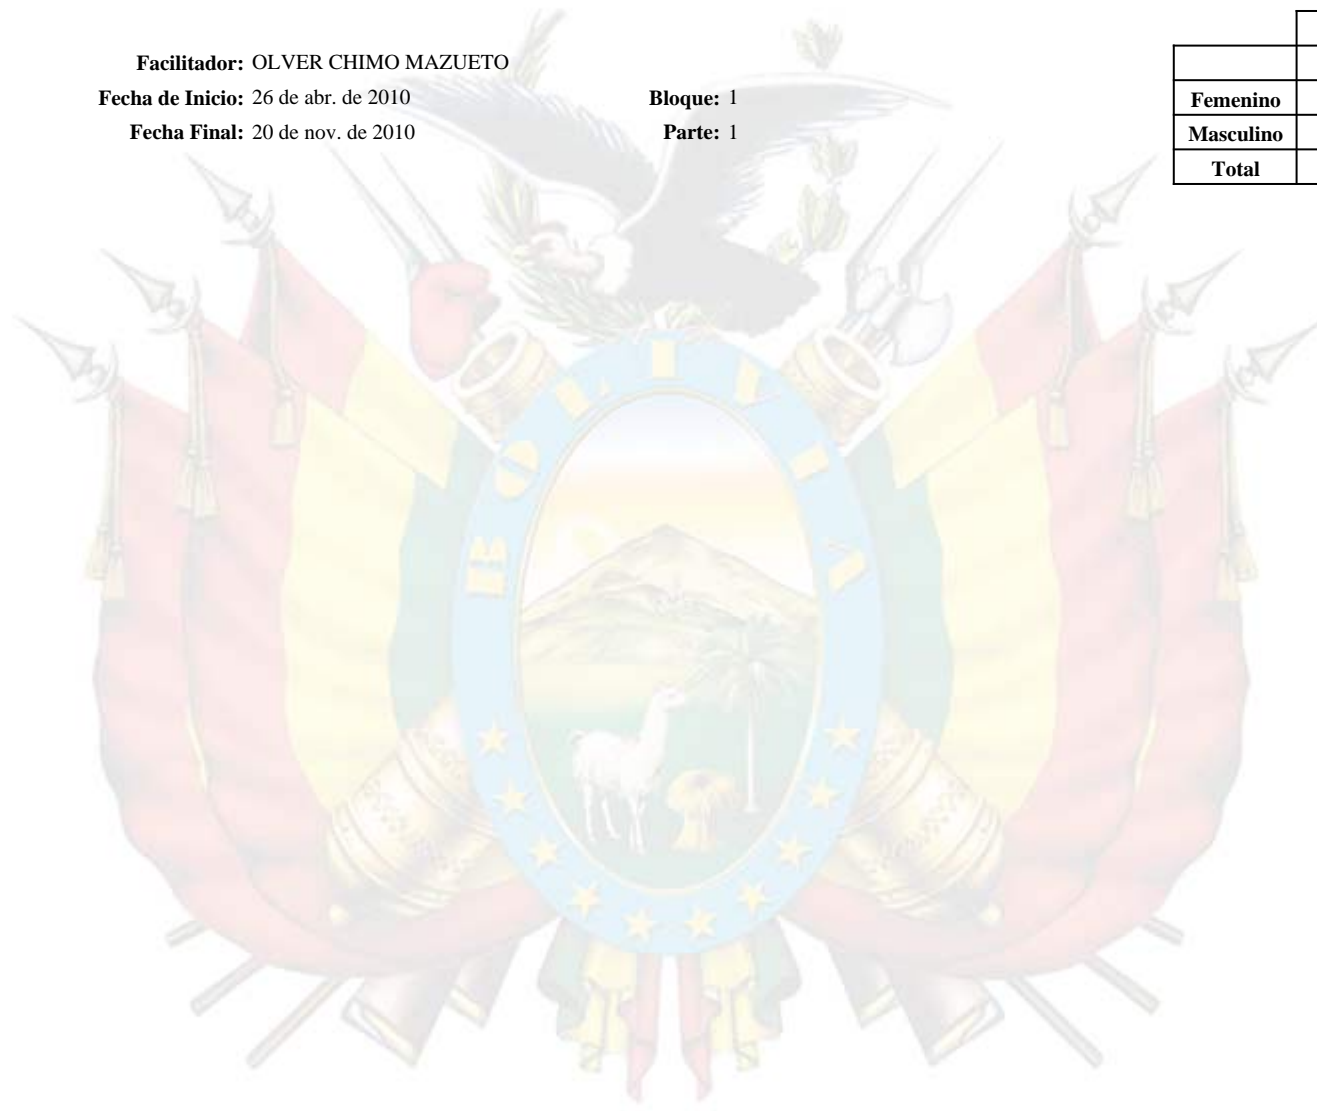 Facilitador: OLVER CHIMO MAZUETO
Fecha de Inicio: 26 de abr. de 2010 Bloque: 1
Fecha Final: 20 de nov. de 2010 Parte: 1
Femenino
Masculino
Total
BOLIVIA